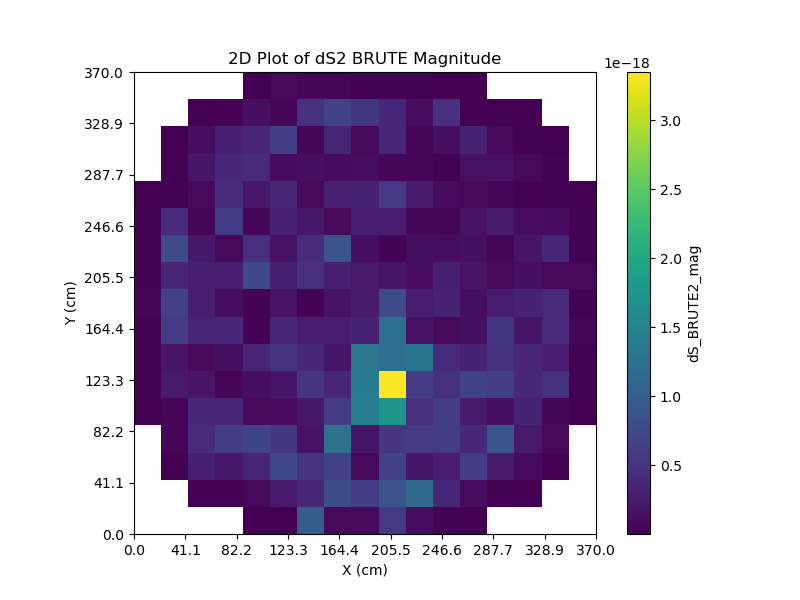 2D Plot of dS2 BRUTE Magnitude
1e−18
370.0
328.9
287.7
246.6
205.5
164.4
123.3
82.2
41.1
0.0
Y (cm)
0.0 41.1 82.2 123.3 164.4 205.5 246.6 287.7 328.9 370.0
X (cm)
3.0
2.5
2.0
1.5
1.0
0.5
dS_BRUTE2_mag